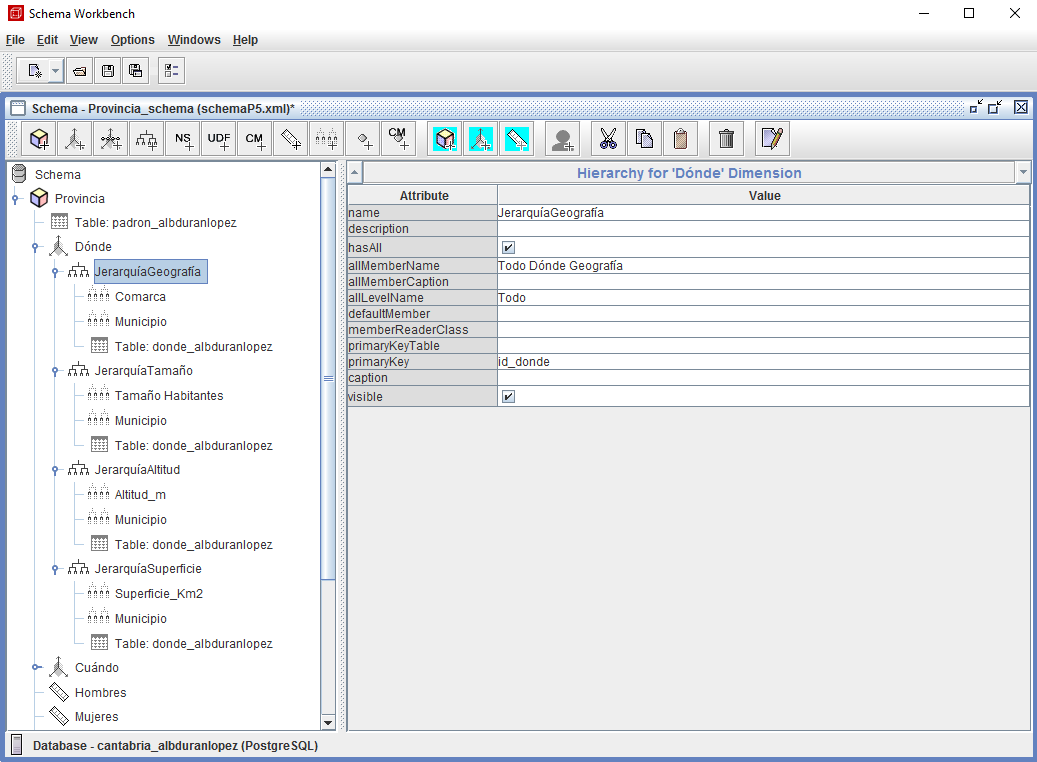 Schema Workbench
File Edit View Options Windows Help
Schema - Provincia_schema (schemaP5.xml)*
NS UDF CM CM
Schema
Provincia
Table: padron_albduranlopez
Dónde
JerarquíaGeografía
Comarca
Municipio
Table: donde_albduranlopez
JerarquíaTamaño
Tamaño Habitantes
Municipio
Table: donde_albduranlopez
JerarquíaAltitud
Altitud_m
Municipio
Table: donde_albduranlopez
JerarquíaSuperficie
Superficie_Km2
Municipio
Table: donde_albduranlopez
Cuándo
Hombres
Mujeres
Hierarchy for 'Dónde' Dimension
Attribute Value
name JerarquíaGeografía
description
hasAll
allMemberName Todo Dónde Geografía
allMemberCaption
allLevelName Todo
defaultMember
memberReaderClass
primaryKeyTable
primaryKey id_donde
caption
visible
Database - cantabria_albduranlopez (PostgreSQL)